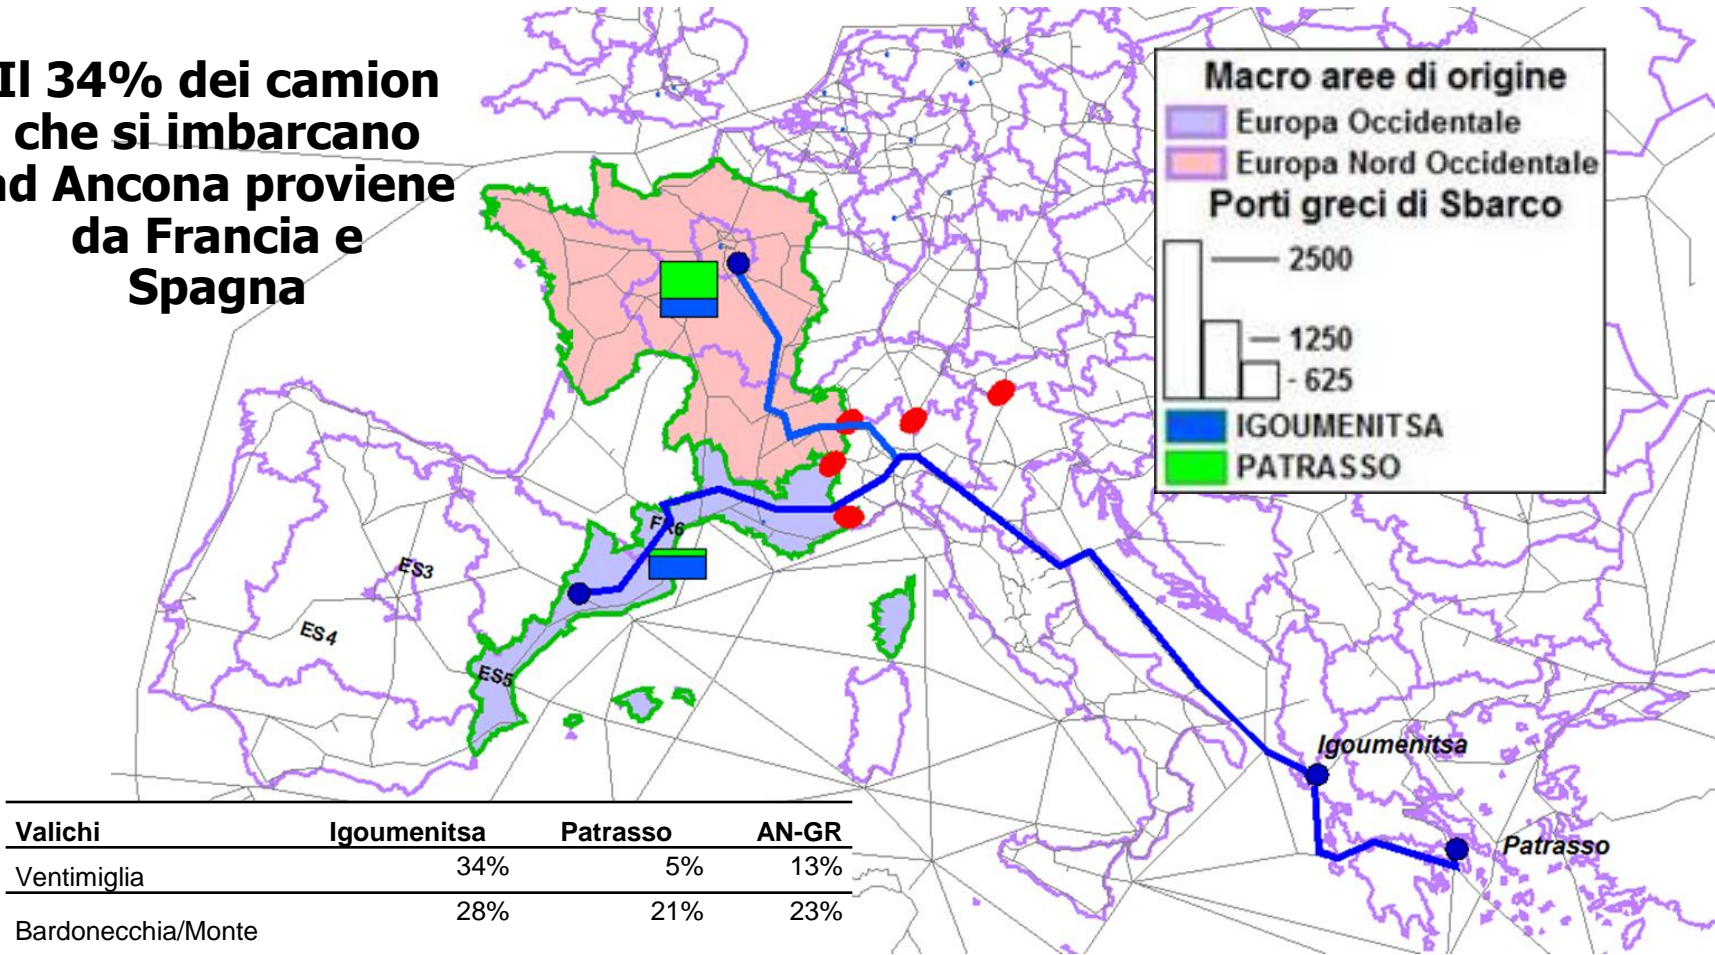 Il 34% dei camion
che si imbarcano
ad Ancona proviene
da Francia e
Spagna
Macro aree di origine
Europa Occidentale
Europa Nord Occidentale
Porti greci di Sbarco
2500
1250
- 625
IGOUMENITSA
PATRASSO
FR6
ES3
ES4
ES5
Igoumenitsa
Patrasso
Valichi Igoumenitsa Patrasso AN-GR
Ventimiglia 34% 5% 13%
Bardonecchia/Monte 28% 21% 23%